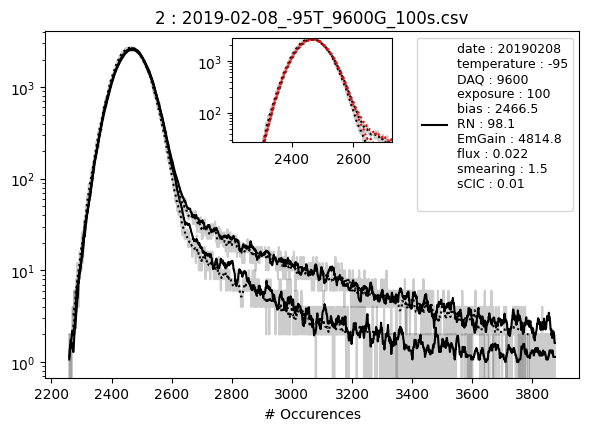 2 : 2019-02-08_-95T_9600G_100s.csv
date : 20190208
temperature : -95
DAQ : 9600
exposure : 100
bias : 2466.5
RN : 98.1
EmGain : 4814.8
flux : 0.022
smearing : 1.5
sCIC : 0.01
10³
10²
2400 2600
10³
10²
10¹
10⁰
2200 2400 2600 2800 3000 3200 3400 3600 3800
# Occurences